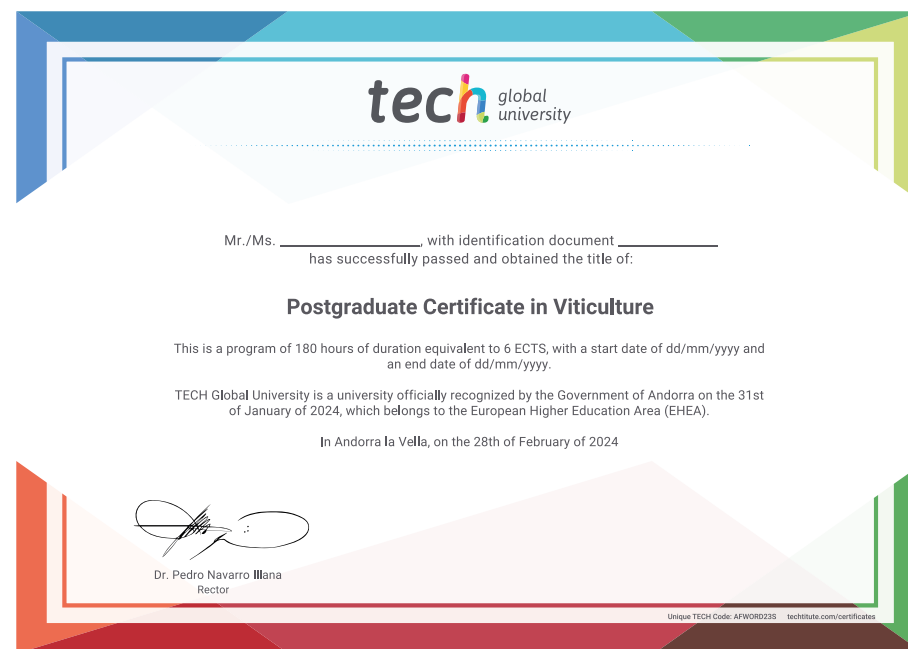 tech global university
Mr./Ms. ____________, with identification document ____________
has successfully passed and obtained the title of:
Postgraduate Certificate in Viticulture
This is a program of 180 hours of duration equivalent to 6 ECTS, with a start date of dd/mm/yyyy and
an end date of dd/mm/yyyy.
TECH Global University is a university officially recognized by the Government of Andorra on the 31st
of January of 2024, which belongs to the European Higher Education Area (EHEA).
In Andorra la Vella, on the 28th of February of 2024
Dr. Pedro Navarro Illana
Rector
Unique TECH Code: AFWORD23S techtitute.com/certificates